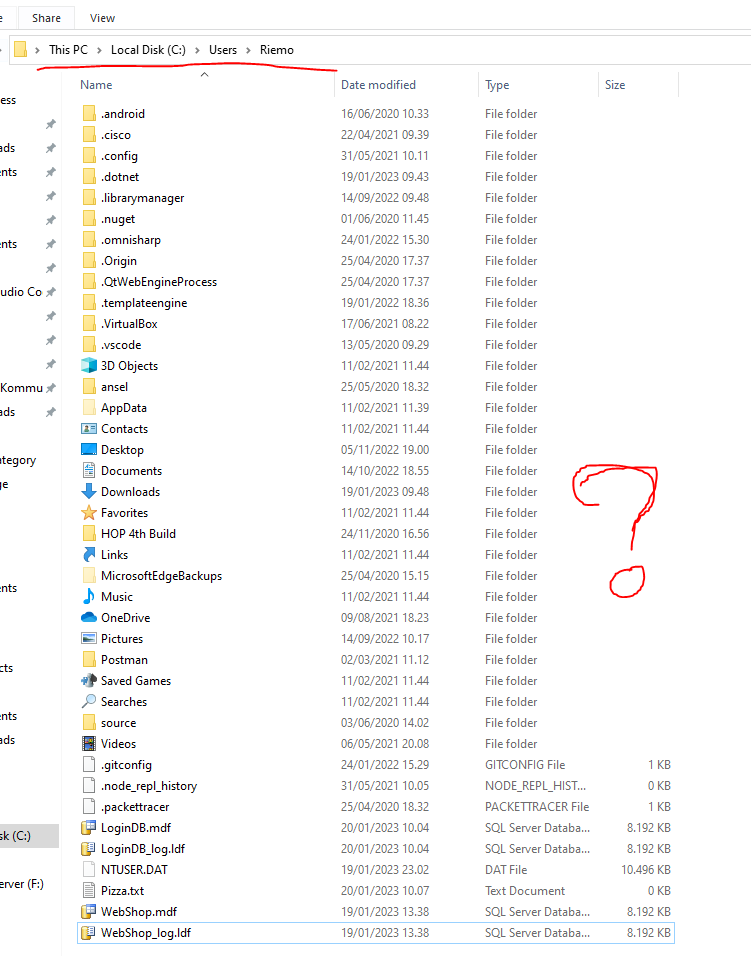 e Share View
This PC > Local Disk (C:) > Users > Riemo
Name Date modified Type Size
ess
ads
ents
ents
udio Co
Kommu
ads
ategory
ge
ents
cts
ents
ads
sk (C:)
erver (F:)
.android 16/06/2020 10.33 File folder
.cisco 22/04/2021 09.39 File folder
.config 31/05/2021 10.11 File folder
.dotnet 19/01/2023 09.43 File folder
.librarymanager 14/09/2022 09.48 File folder
.nuget 01/06/2020 11.45 File folder
.omnisharp 24/01/2022 15.30 File folder
.Origin 25/04/2020 17.37 File folder
.QtWebEngineProcess 25/04/2020 17.37 File folder
.templateengine 19/01/2022 18.36 File folder
.VirtualBox 17/06/2021 08.22 File folder
.vscode 13/05/2020 09.29 File folder
3D Objects 11/02/2021 11.44 File folder
ansel 25/05/2020 18.32 File folder
AppData 11/02/2021 11.39 File folder
Contacts 11/02/2021 11.44 File folder
Desktop 05/11/2022 19.00 File folder
Documents 14/10/2022 18.55 File folder
Downloads 19/01/2023 09.48 File folder
Favorites 11/02/2021 11.44 File folder
HOP 4th Build 24/11/2020 16.56 File folder
Links 11/02/2021 11.44 File folder
MicrosoftEdgeBackups 25/04/2020 15.15 File folder
Music 11/02/2021 11.44 File folder
OneDrive 09/08/2021 18.23 File folder
Pictures 14/09/2022 10.17 File folder
Postman 02/03/2021 11.12 File folder
Saved Games 11/02/2021 11.44 File folder
Searches 11/02/2021 11.44 File folder
source 03/06/2020 14.02 File folder
Videos 06/05/2021 20.08 File folder
.gitconfig 24/01/2022 15.29 GITCONFIG File 1 KB
.node_repl_history 31/05/2021 10.05 NODE_REPL_HIST... 0 KB
.packettracer 25/04/2020 18.32 PACKETTRACER File 1 KB
LoginDB.mdf 20/01/2023 10.04 SQL Server Databa... 8.192 KB
LoginDB_log.ldf 20/01/2023 10.04 SQL Server Databa... 8.192 KB
NTUSER.DAT 19/01/2023 23.02 DAT File 10.496 KB
Pizza.txt 20/01/2023 10.07 Text Document 0 KB
WebShop.mdf 19/01/2023 13.38 SQL Server Databa... 8.192 KB
WebShop_log.ldf 19/01/2023 13.38 SQL Server Databa... 8.192 KB
?